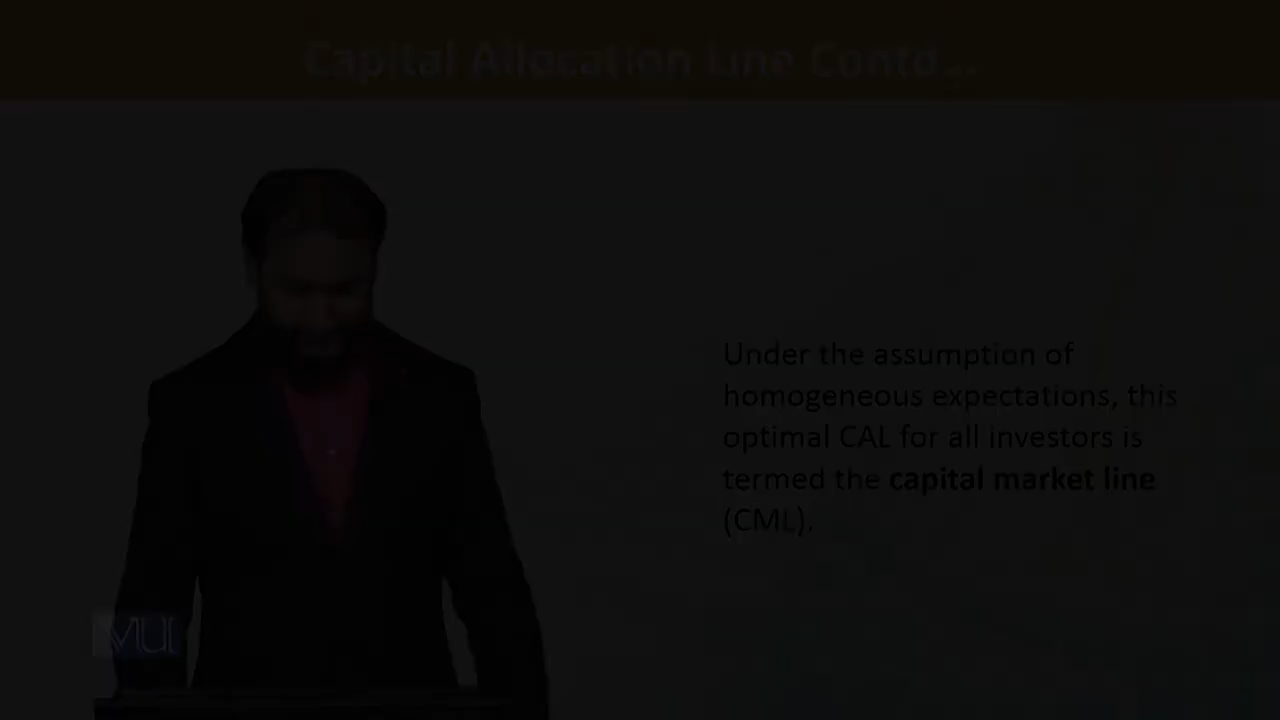 Capital Allocation Line Contd...
Under the assumption of
homogeneous expectations, this
optimal CAL for all investors is
termed the capital market line
(CML).
VU